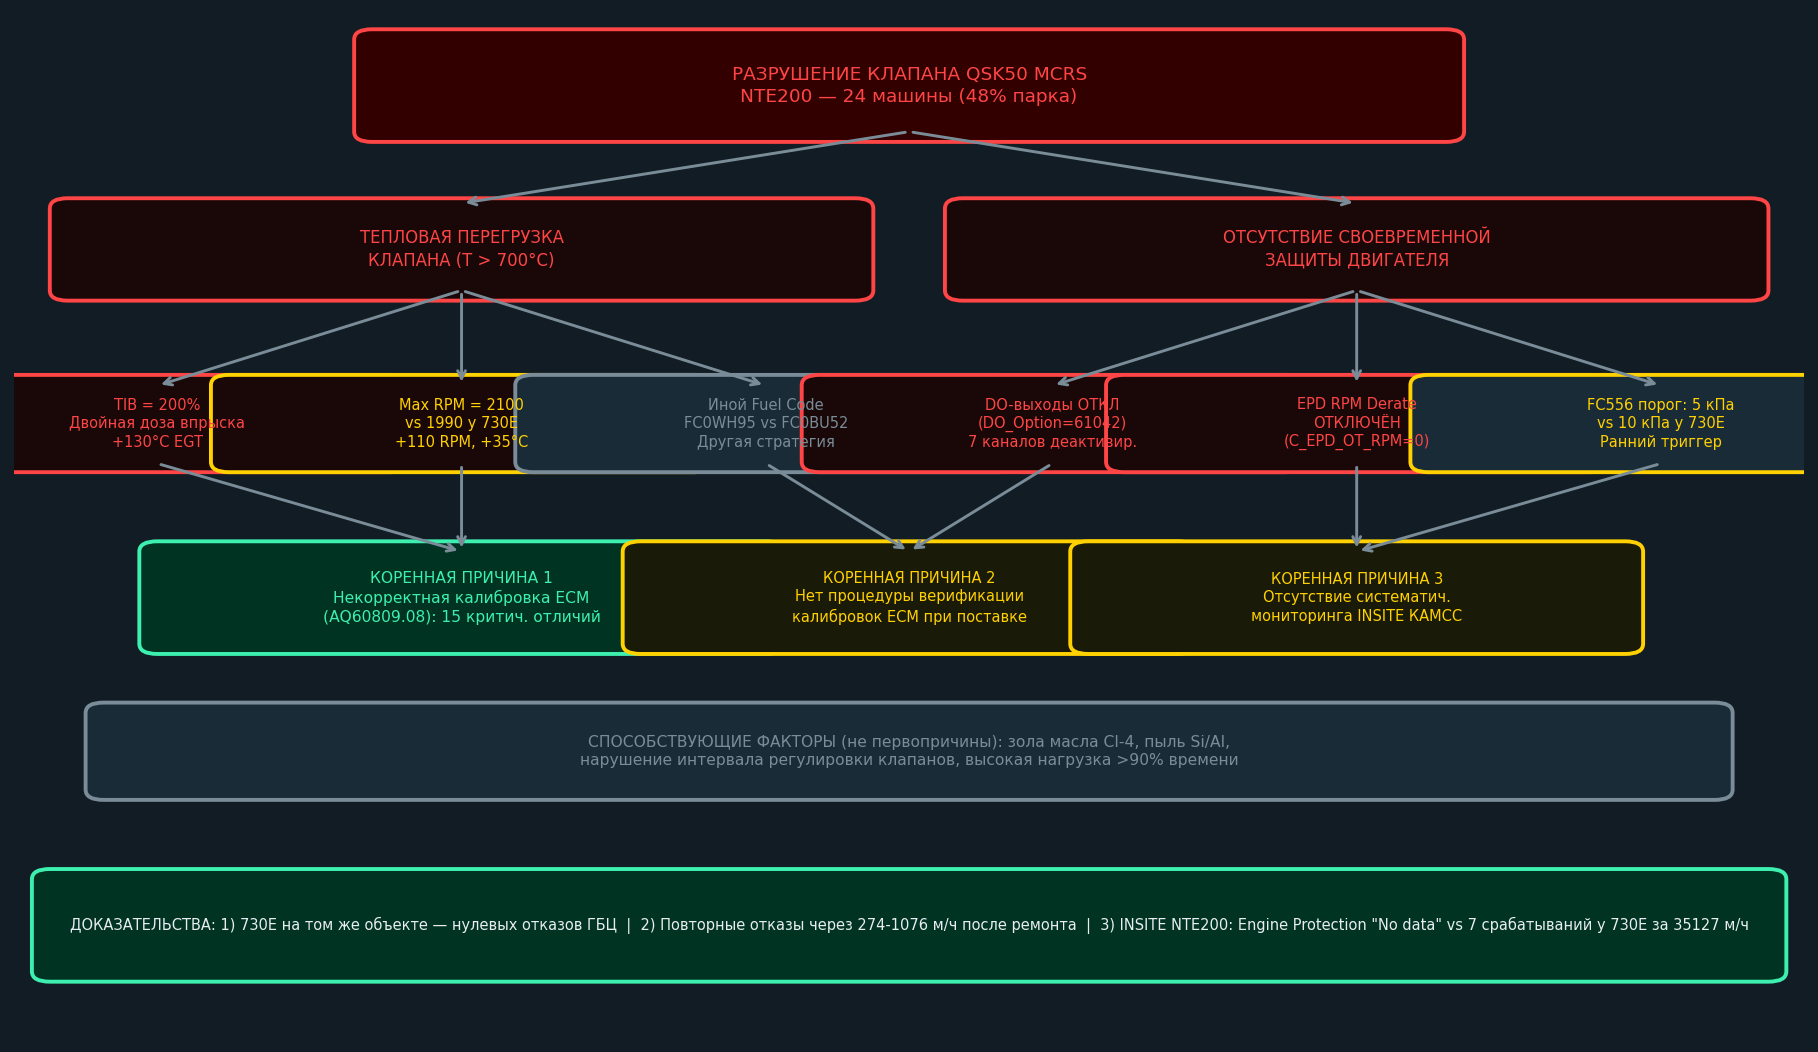 РАЗРУШЕНИЕ КЛАПАНА QSK50 MCRS
NTE200 — 24 машины (48% парка)
ТЕПЛОВАЯ ПЕРЕГРУЗКА
КЛАПАНА (T > 700°C)
ОТСУТСТВИЕ СВОЕВРЕМЕННОЙ
ЗАЩИТЫ ДВИГАТЕЛЯ
TIB = 200%
Двойная доза впрыска
+130°C EGT
Max RPM = 2100
vs 1990 у 730E
+110 RPM, +35°C
Иной Fuel Code
FC0WH95 vs FC0BU52
Другая стратегия
DO-выходы ОТКЛ
(DO_Option=61042)
7 каналов деактивир.
EPD RPM Derate
ОТКЛЮЧЁН
(C_EPD_OT_RPM=0)
FC556 порог: 5 кПа
vs 10 кПа у 730E
Ранний триггер
КОРЕННАЯ ПРИЧИНА 1
Некорректная калибровка ECM
(AQ60809.08): 15 критич. отличий
КОРЕННАЯ ПРИЧИНА 2
Нет процедуры верификации
калибровок ECM при поставке
КОРЕННАЯ ПРИЧИНА 3
Отсутствие систематич.
мониторинга INSITE КАМСС
СПОСОБСТВУЮЩИЕ ФАКТОРЫ (не первопричины): зола масла CI-4, пыль Si/Al,
нарушение интервала регулировки клапанов, высокая нагрузка >90% времени
ДОКАЗАТЕЛЬСТВА: 1) 730E на том же объекте — нулевых отказов ГБЦ | 2) Повторные отказы через 274-1076 м/ч после ремонта | 3) INSITE NTE200: Engine Protection "No data" vs 7 срабатываний у 730E за 35127 м/ч